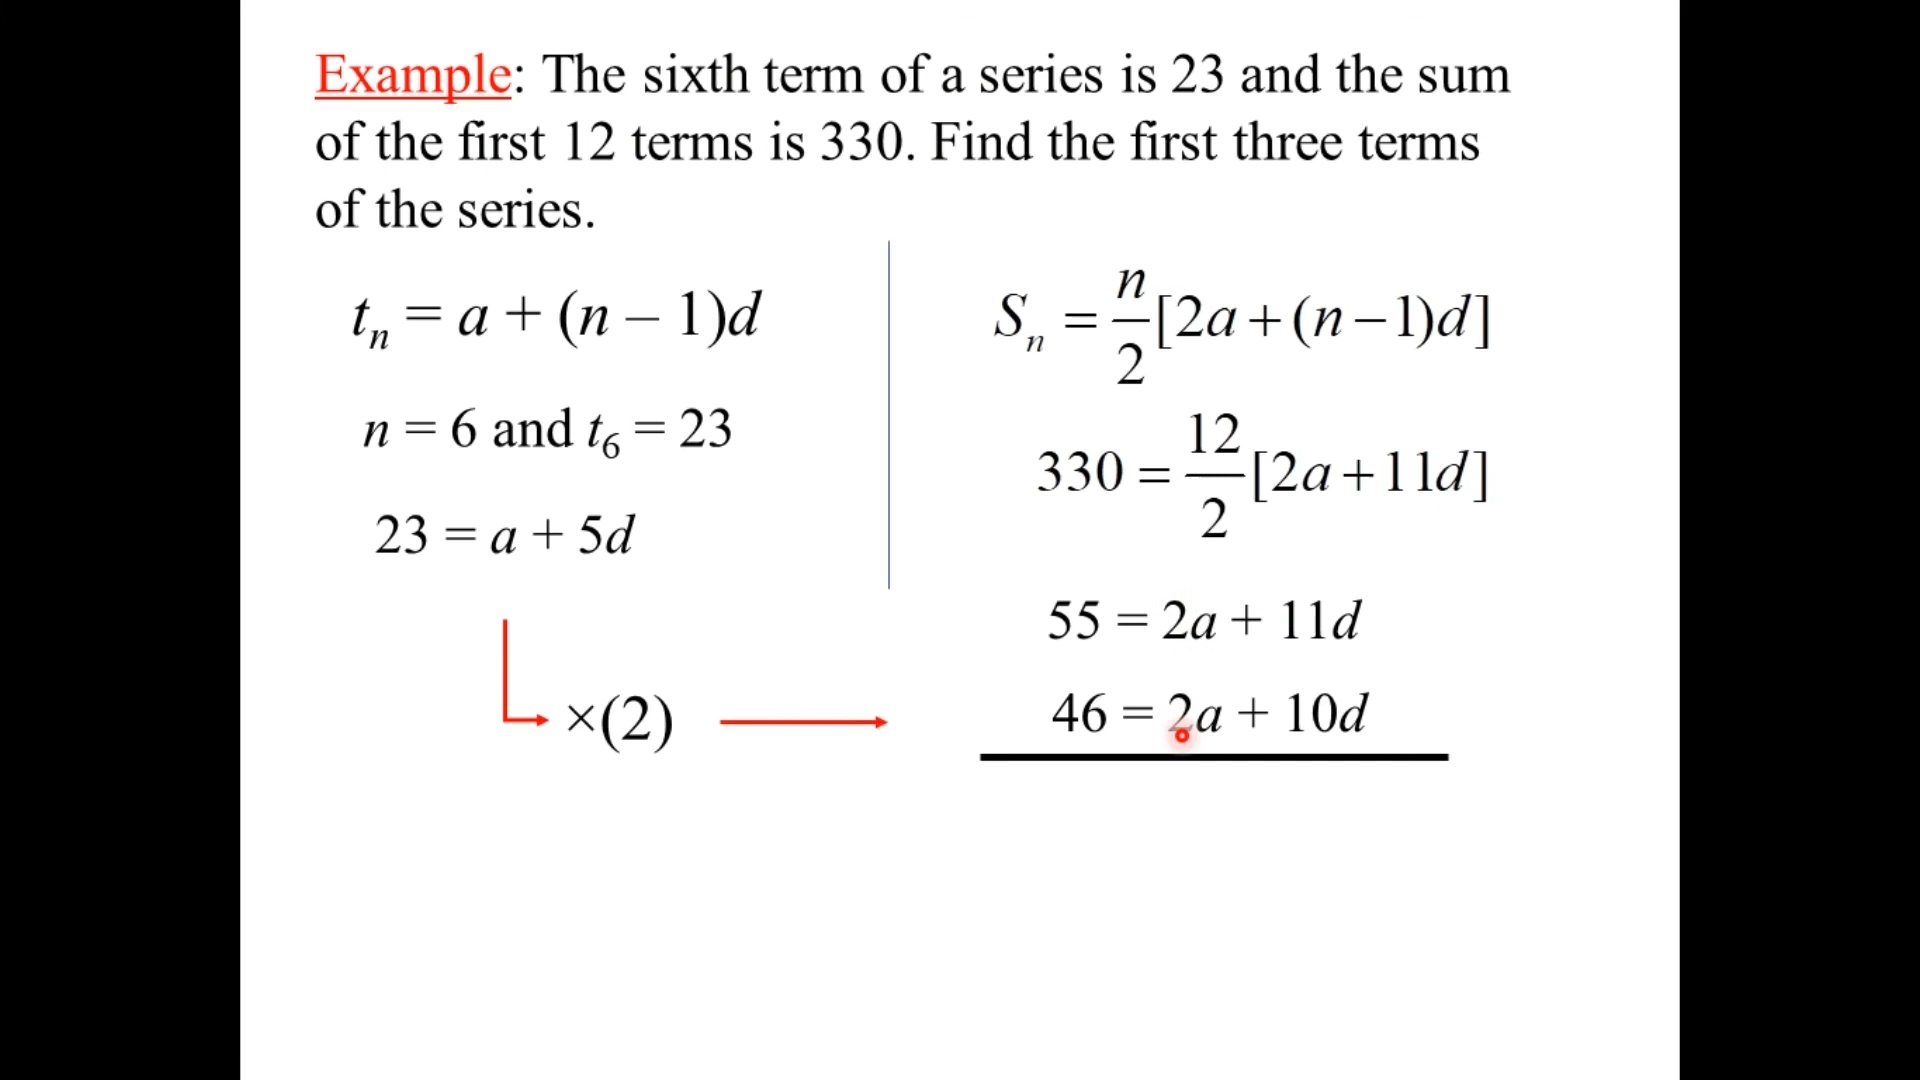 Example: The sixth term of a series is 23 and the sum
of the first 12 terms is 330. Find the first three terms
of the series.
tₙ = a + (n – 1)d
n = 6 and t₆ = 23
23 = a + 5d
×(2)
Sₙ = n/2 [2a + (n − 1)d]
330 = 12/2 [2a + 11d]
55 = 2a + 11d
46 = 2a + 10d